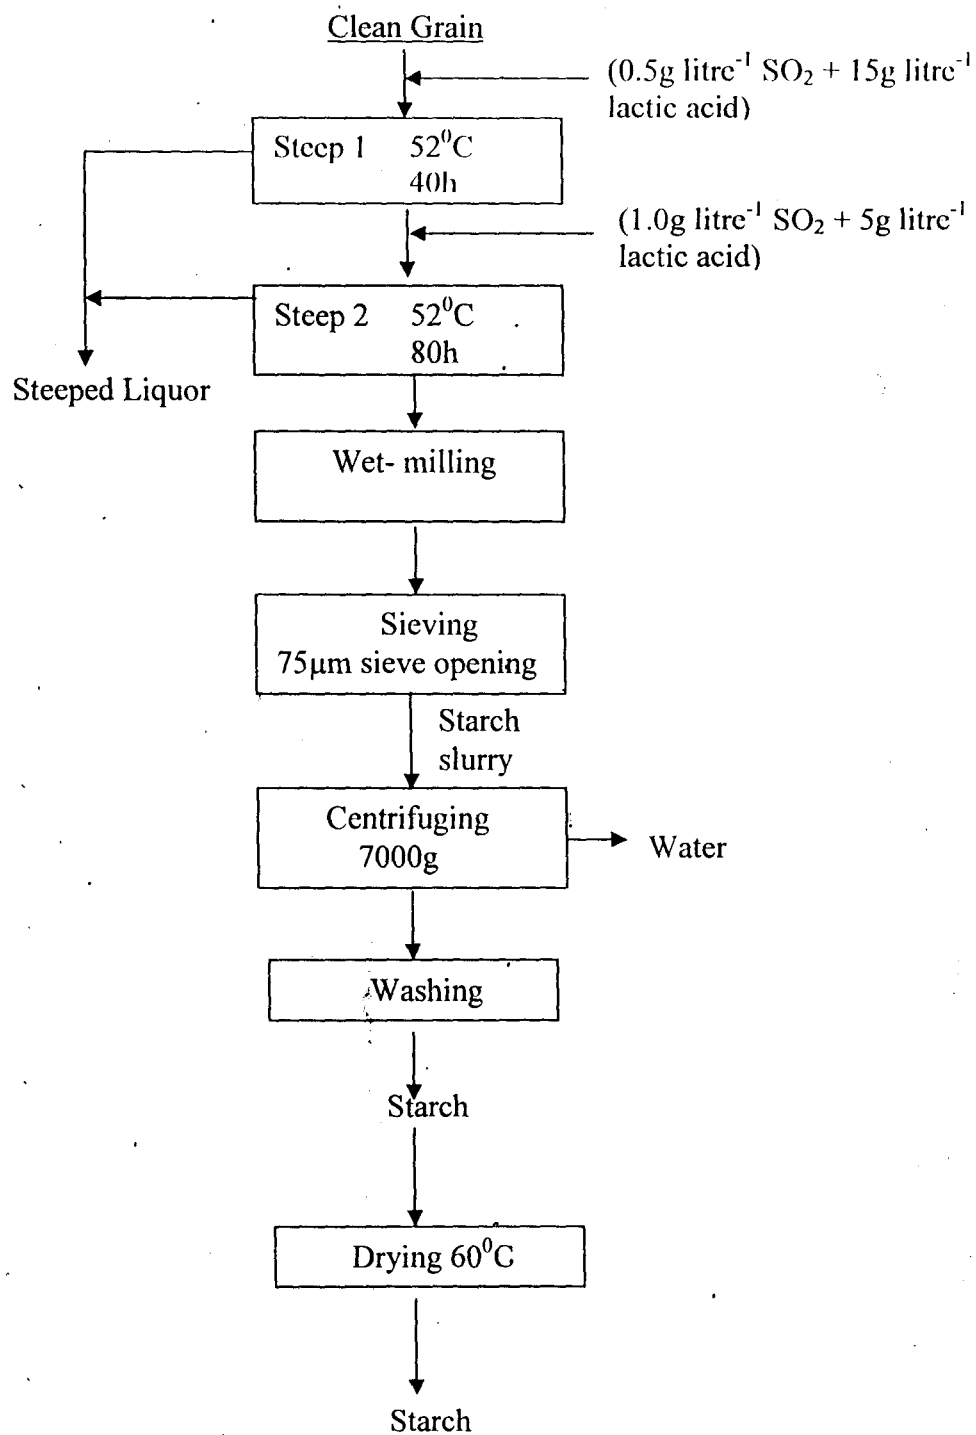 Clean Grain
(0.5g litre⁻¹ SO₂ + 15g litre⁻¹
lactic acid)
Steep 1 52⁰C
40h
(1.0g litre⁻¹ SO₂ + 5g litre⁻¹
lactic acid)
Steep 2 52⁰C
80h
Steeped Liquor
Wet- milling
Sieving
75μm sieve opening
Starch
slurry
Centrifuging
7000g
Water
Washing
Starch
Drying 60⁰C
Starch